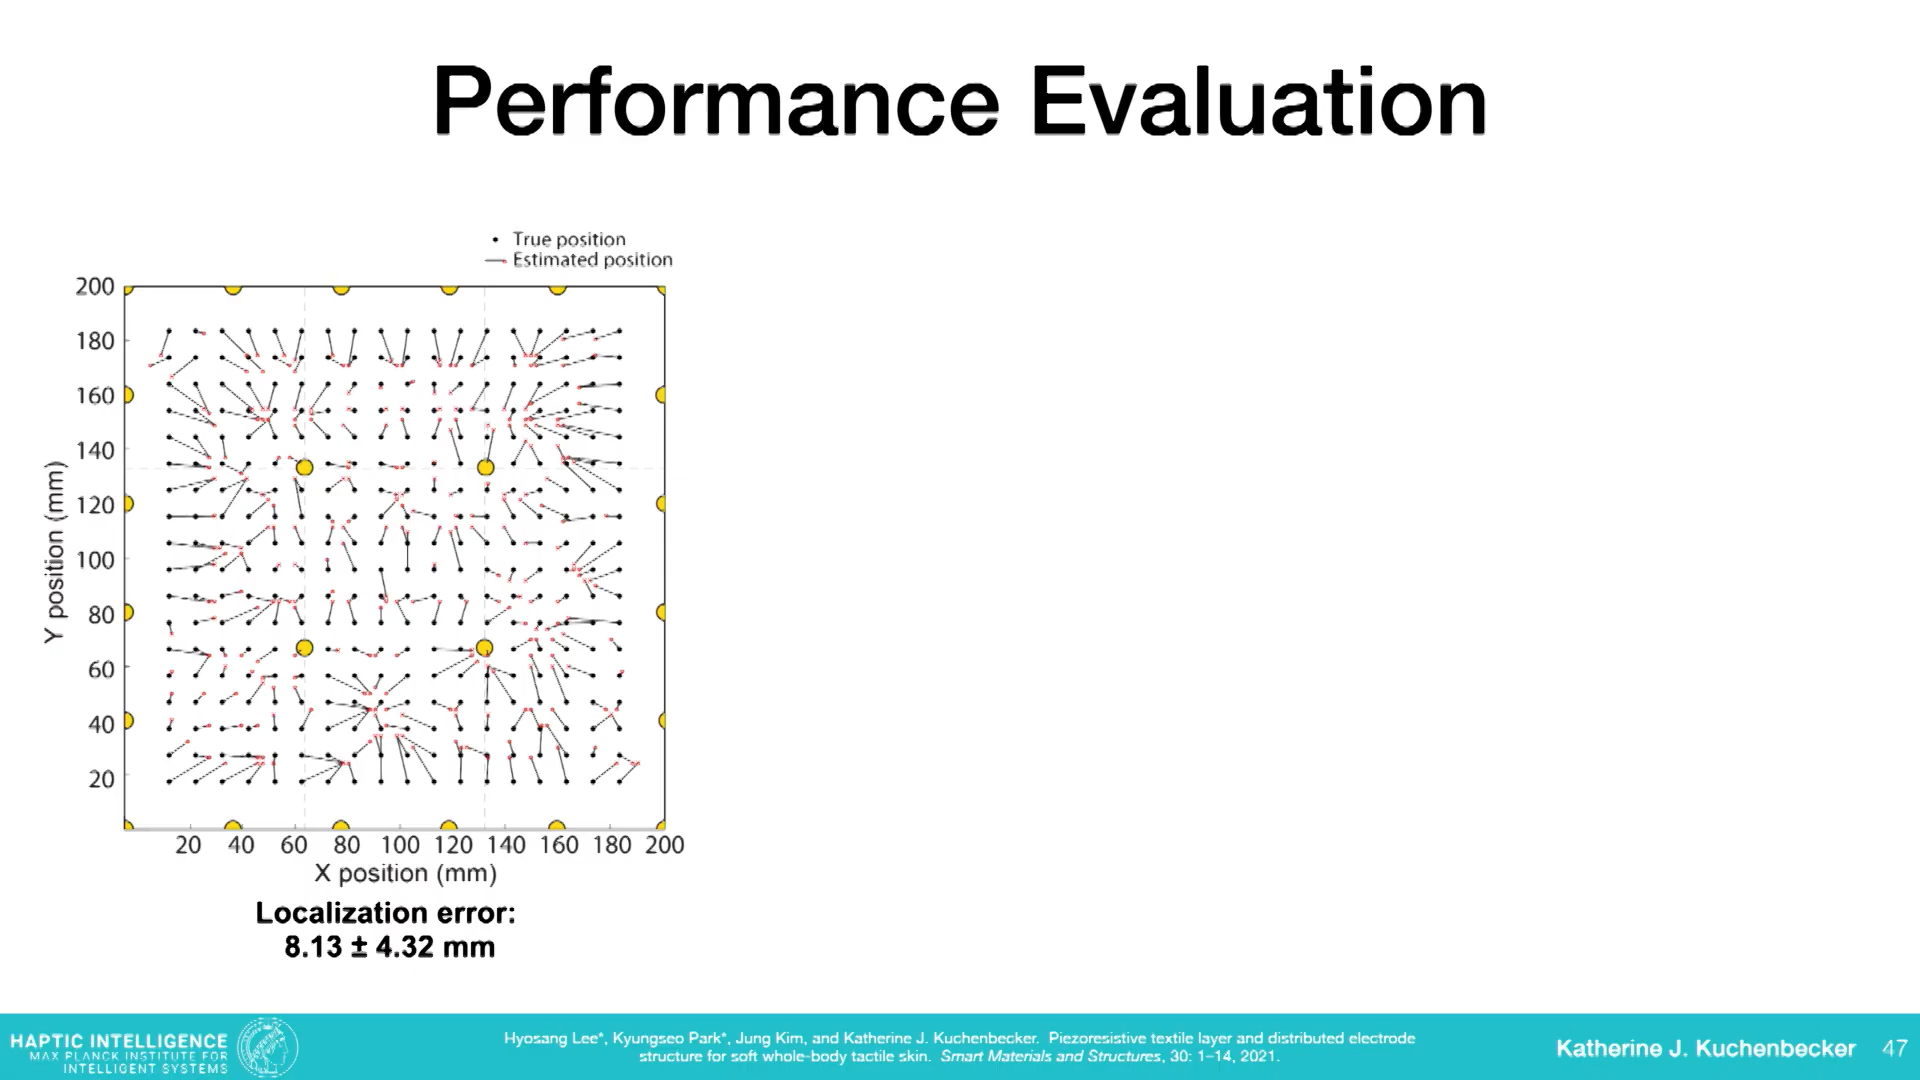 Performance Evaluation
True position
Estimated position
200
180
160
140
120
100
80
60
40
20
Y position (mm)
20 40 60 80 100 120 140 160 180 200
X position (mm)
Localization error:
8.13 ± 4.32 mm
HAPTIC INTELLIGENCE
MAX PLANCK INSTITUTE FOR
INTELLIGENT SYSTEMS
Hyosang Lee*, Kyungseo Park*, Jung Kim, and Katherine J. Kuchenbecker. Piezoresistive textile layer and distributed electrode
structure for soft whole-body tactile skin. Smart Materials and Structures, 30: 1–14, 2021.
Katherine J. Kuchenbecker 47